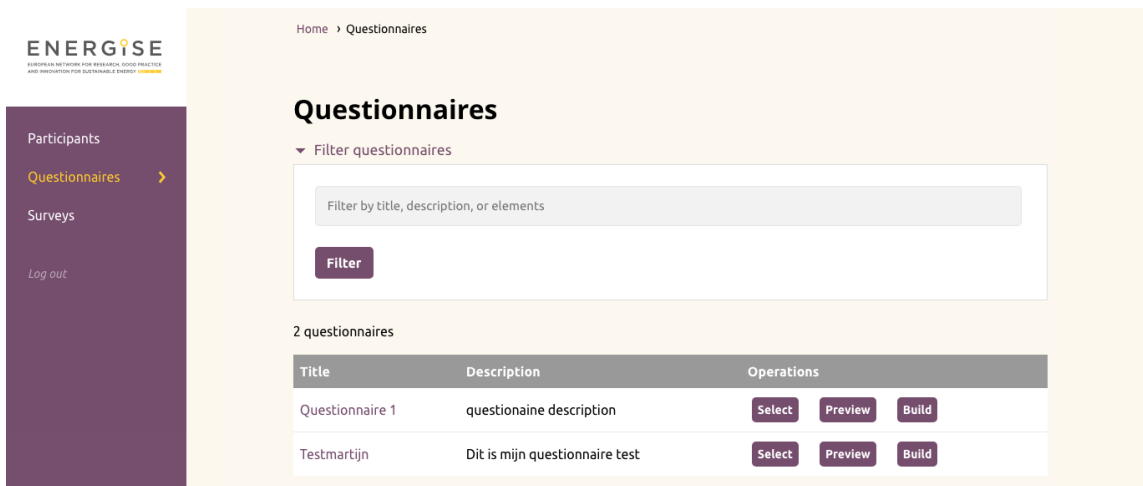 ENERGISE
EUROPEAN NETWORK FOR RESEARCH, GOOD PRACTICE
AND INNOVATION FOR SUSTAINABLE ENERGY
Participants
Questionnaires
Surveys
Log out
Home › Questionnaires
Questionnaires
Filter questionnaires
Filter by title, description, or elements
Filter
2 questionnaires
Title Description Operations
Questionnaire 1 questionaine description Select Preview Build
Testmartijn Dit is mijn questionnaire test Select Preview Build